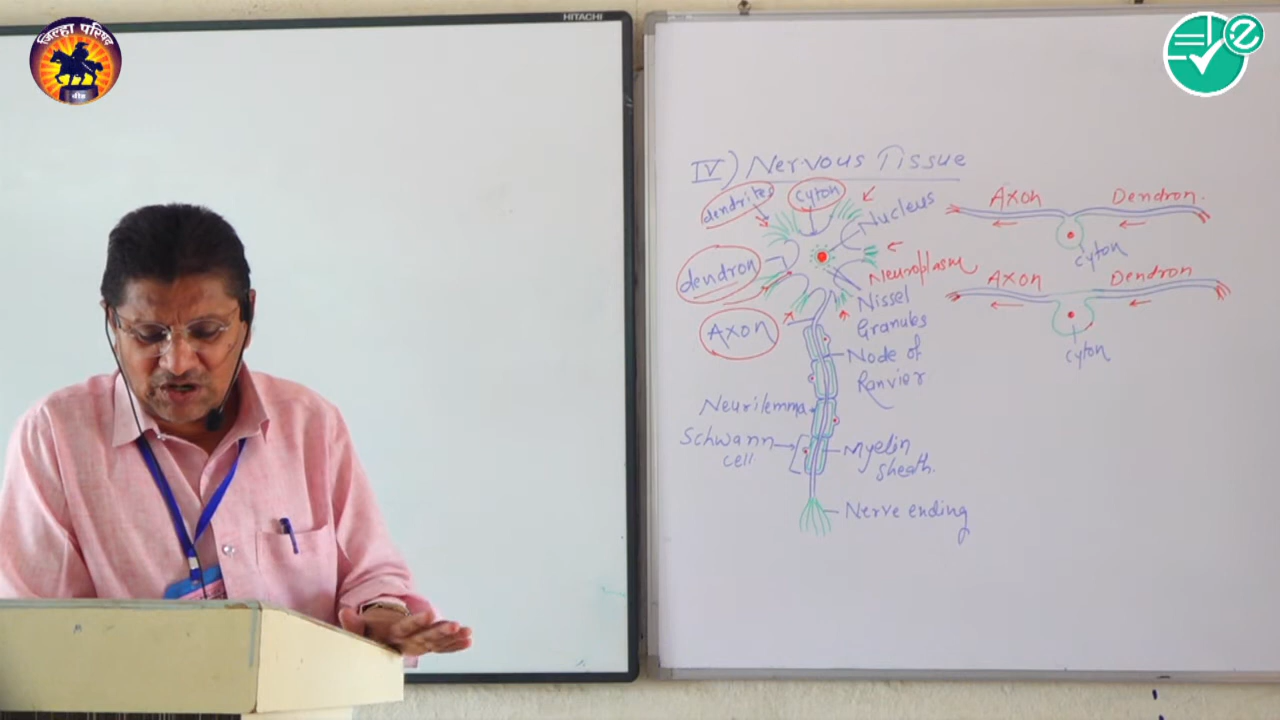 HITACHI
जिल्हा परिषद
बीड
IV) Nervous Tissue
dendrites
cyton
Nucleus
dendron
Neuroplasm
Nissel
Granules
Axon
Node of
Ranvier
Neurilemma
Schwann
cell
Myelin
sheath.
Nerve ending
Axon
Dendron.
cyton
Axon
Dendron
cyton